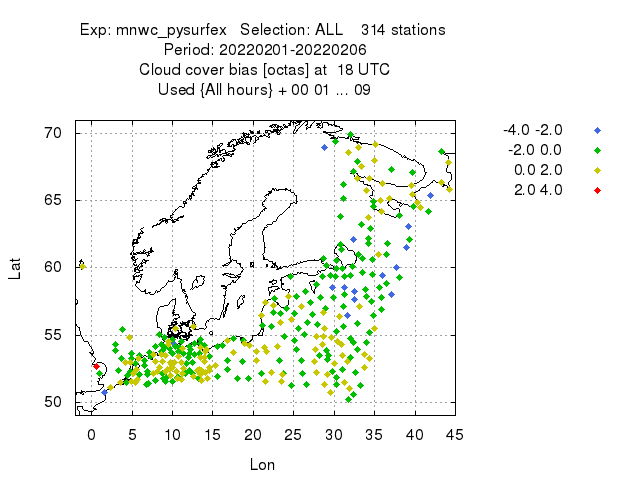 Exp: mnwc_pysurfex   Selection: ALL    314 stations
Period: 20220201-20220206
Cloud cover bias [octas] at  18 UTC
Used {All hours} + 00 01 ... 09
-4.0 -2.0
-2.0 0.0
0.0 2.0
2.0 4.0
70
65
60
55
50
Lat
0 5 10 15 20 25 30 35 40 45
Lon